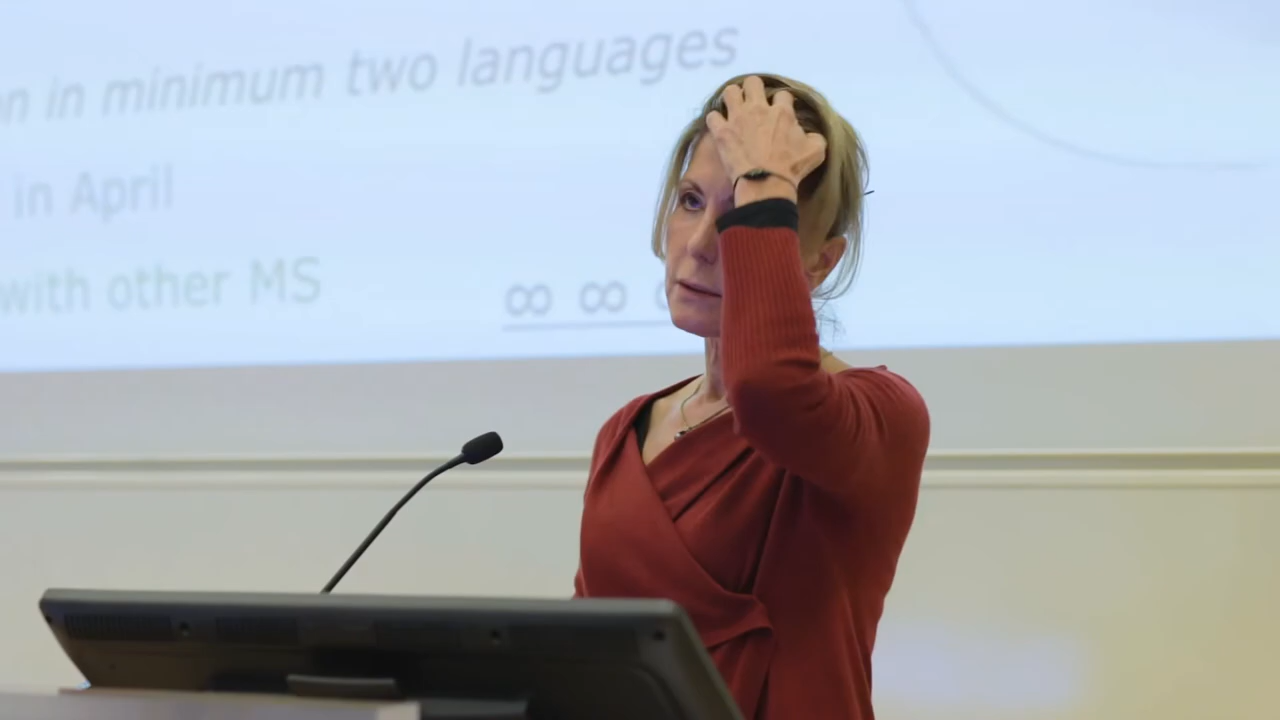 in minimum two languages
in April
with other MS
∞ ∞